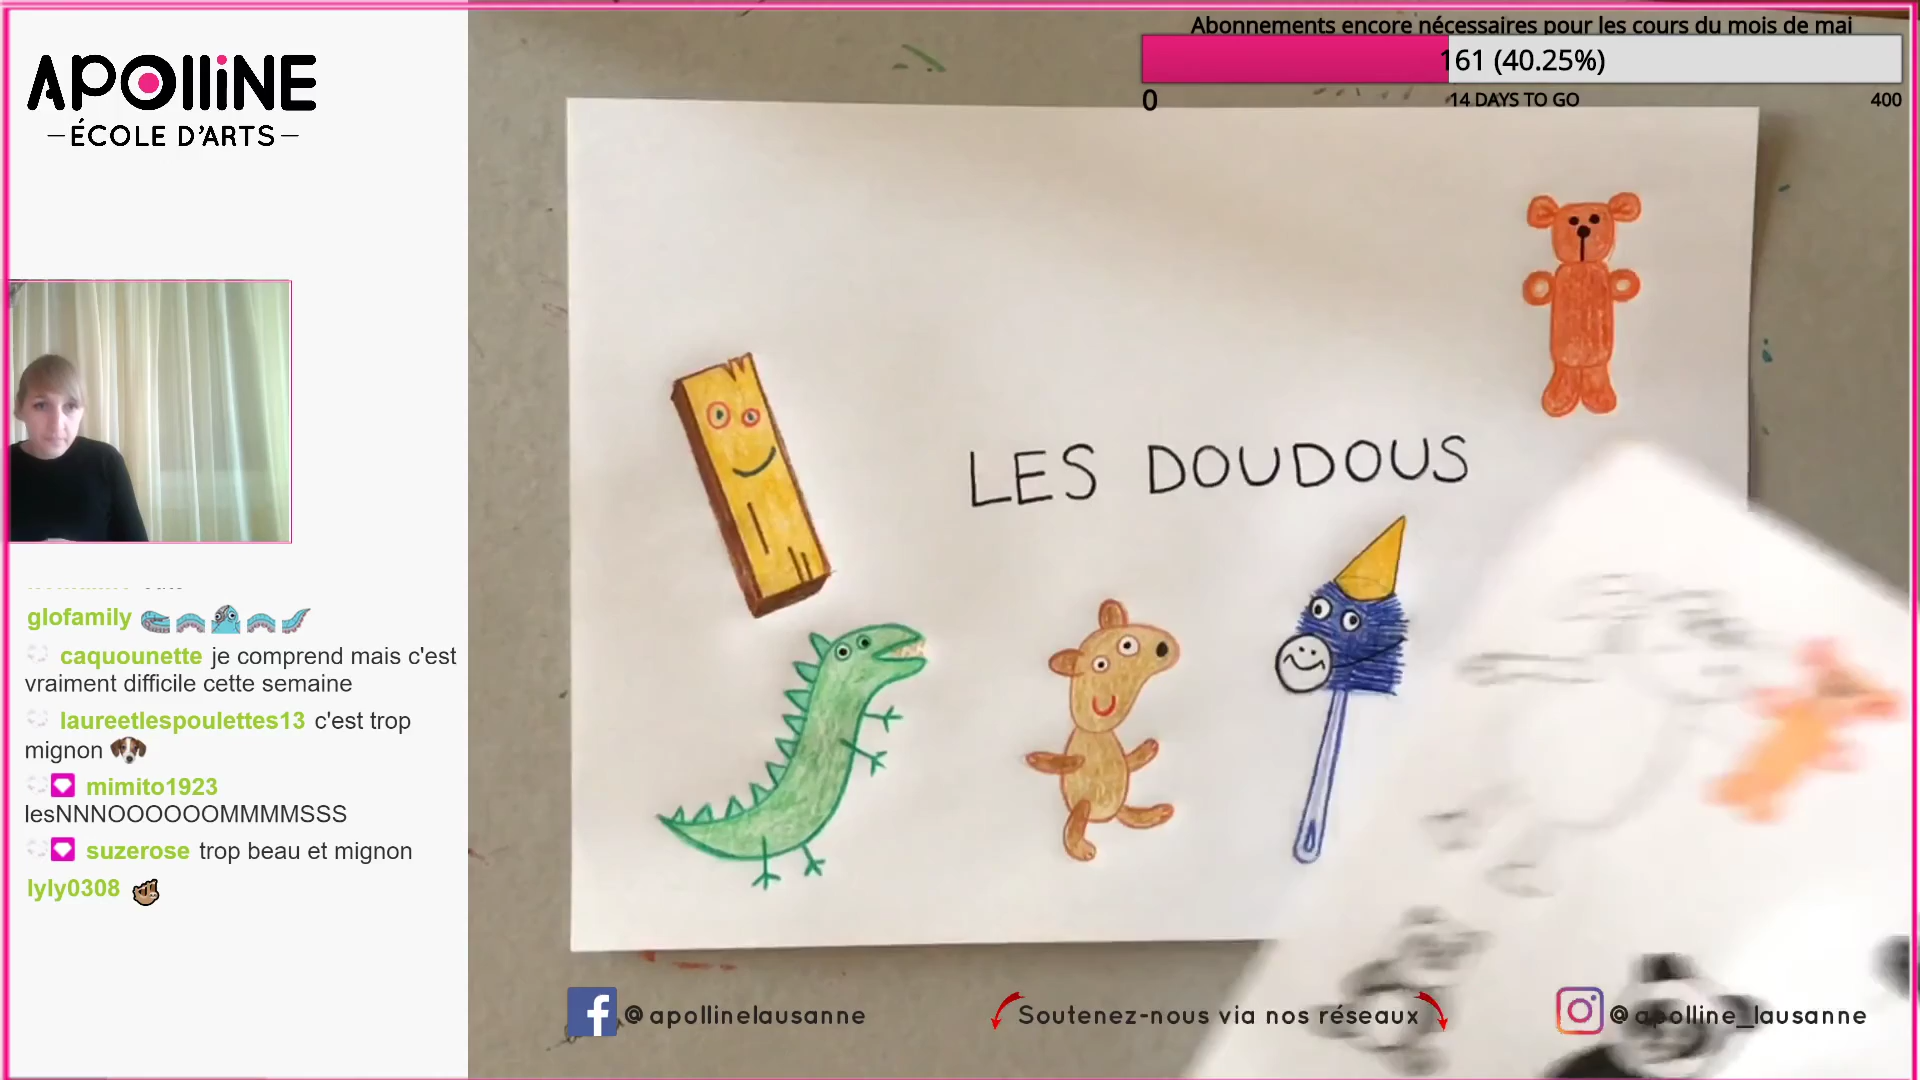 APOLLINE
ÉCOLE D'ARTS
Abonnements encore nécessaires pour les cours du mois de mai
161 (40.25%)
0
14 DAYS TO GO
400
LES DOUDOUS
glofamily
caquounette je comprend mais c'est
vraiment difficile cette semaine
laureetlespoulettes13 c'est trop
mignon
mimito1923
lesNNNOOOOOOMMMMSSS
suzerose trop beau et mignon
lyly0308
@apollinelausanne
Soutenez-nous via nos réseaux
@apolline_lausanne